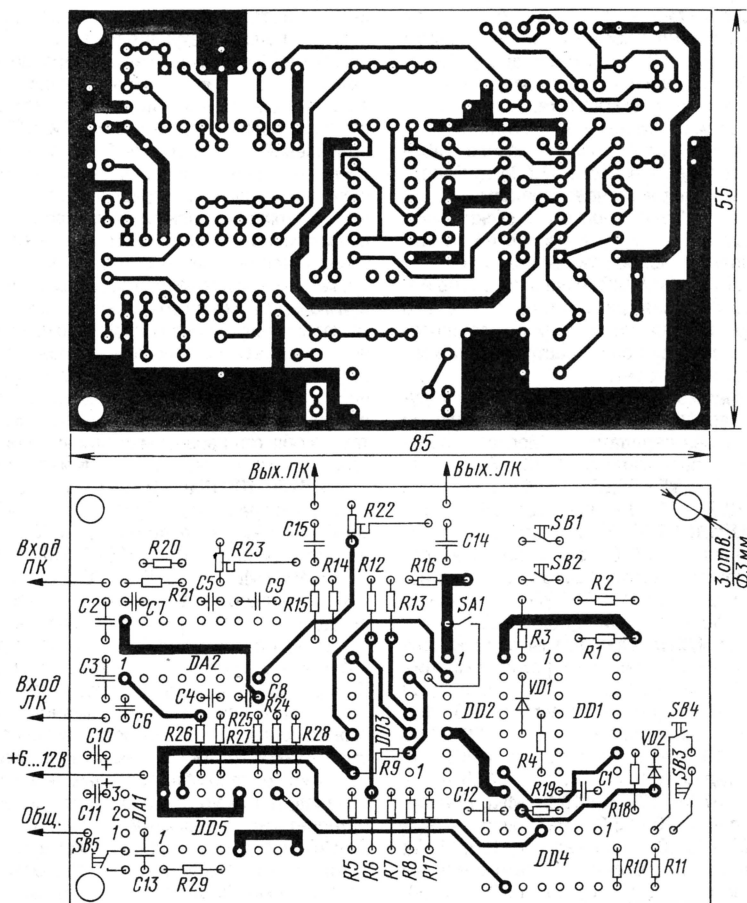 55
85
Вых. ПК
Вых. ЛК
R22
C15
C14
SB1
3 отв.
Ф3 мм
Вход
ПК
R20
R23
R14
R12
R16
SB2
R21
C5
C9
R15
R13
SA1
R2
C2
C7
R3
R1
C3
1
DA2
1
1
Вход
ЛК
C4
C8
R24
DD3
DD2
VD1
DD1
SB4
C6
R25
R26
R27
R28
C10
+
R9
1
R4
VD2
SB3
+6...12В
+
3
C12
R19
C1
R18
C11
2
DA1
Общ.
1
1
DD5
1
SB5
DD4
C13
R29
R5
R6
R7
R8
R17
R10
R11